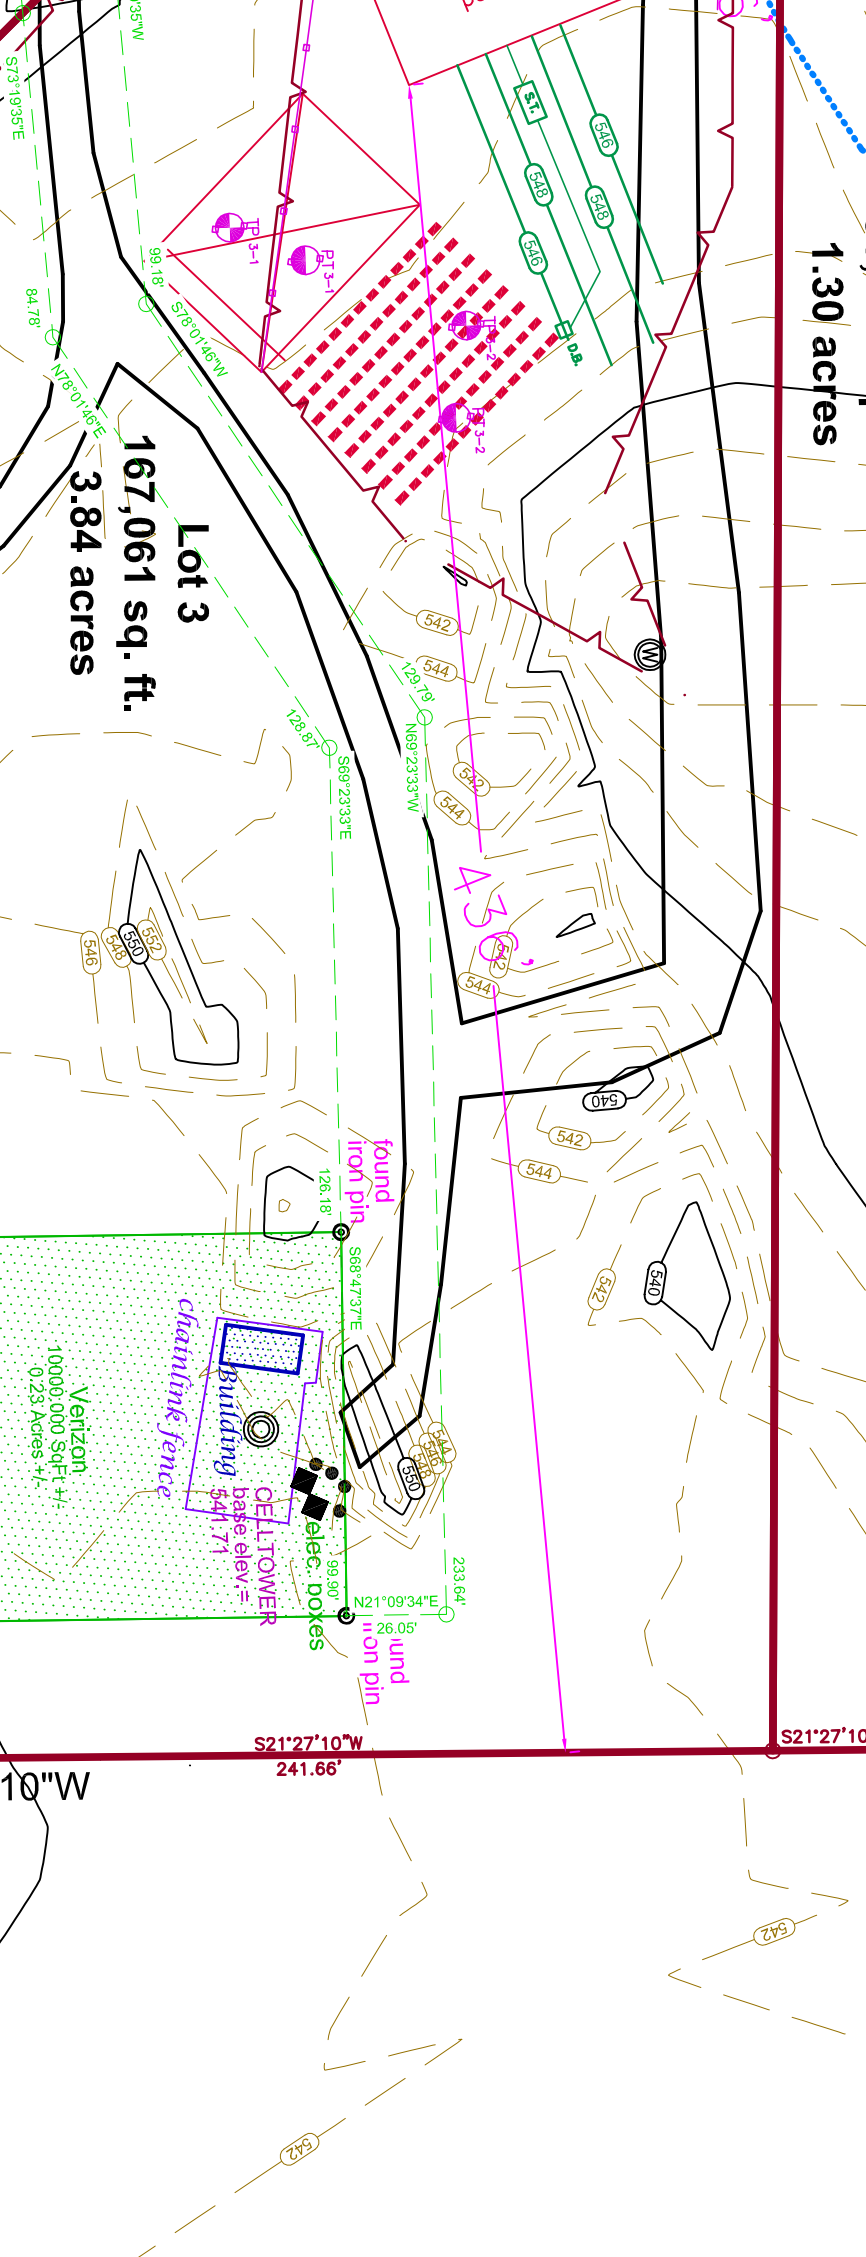 S73°19'35"E
'35"W
S.T.
546
548
548
546
D.B.
TP 3-1
PT 3-1
TP 3-2
PT 3-2
99.18'
84.78'
S78°01'46"W
N78°01'46"E
1.30 acres
Lot 3
167,061 sq. ft.
3.84 acres
542
544
W
129.79'
128.87'
N69°23'33"W
S69°23'33"E
542
544
436'
542
544
546
548
550
552
540
542
544
found
iron pin
126.18'
S68°47'37"E
540
542
chainlink fence
Building
Verizon
10000.000 SqFt +/-
0.23 Acres +/-
544
546
548
550
CELLTOWER
base elev.=
541.71
elec. boxes
99.90'
233.64'
N21°09'34"E
26.05'
ound
iron pin
S21°27'10"W
241.66'
S21°27'10
10"W
542
542